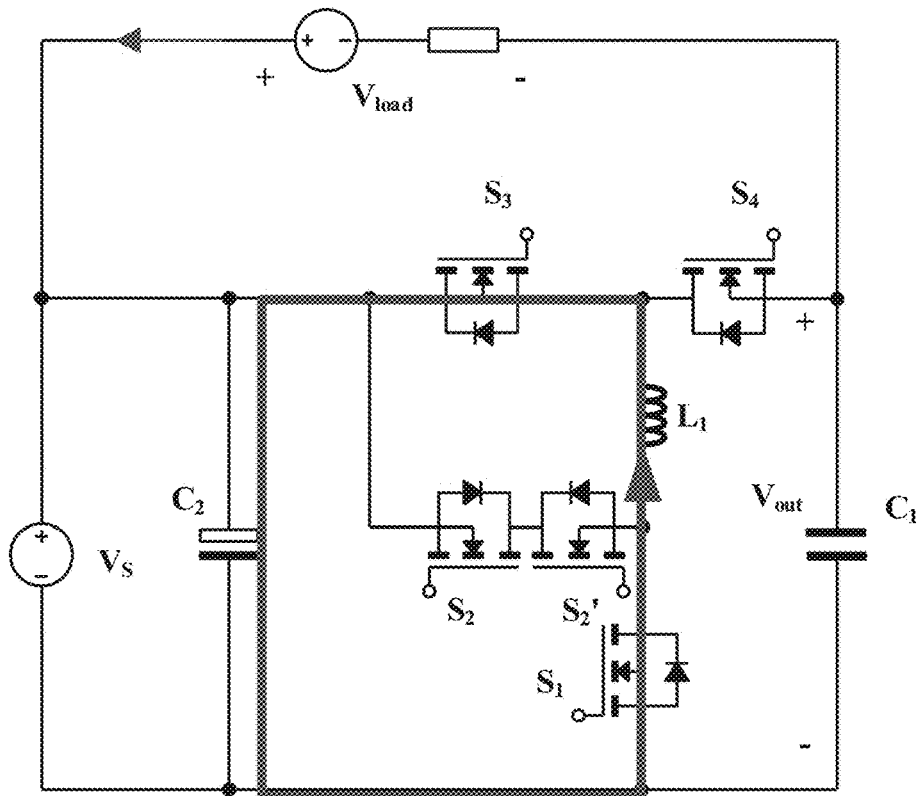 + -
+ -
V_load
S₃
S₄
+
L₁
C₂
V_out
C₁
+
-
V_S
S₂
S₂'
S₁
-